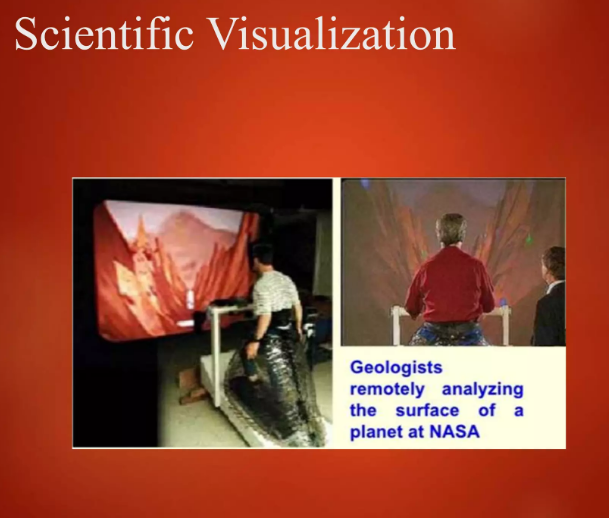 Scientific Visualization
Geologists
remotely analyzing
the surface of a
planet at NASA